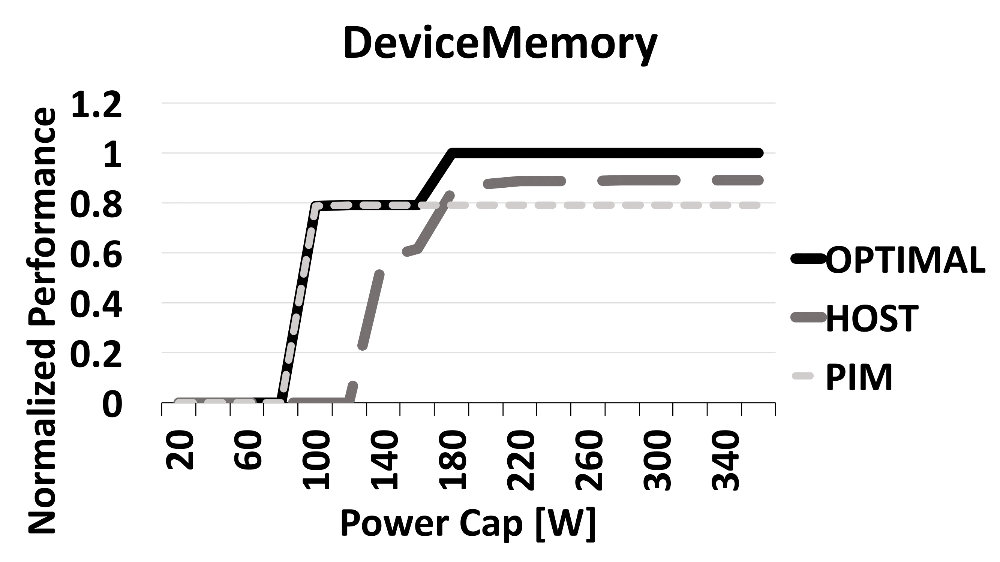 DeviceMemory
Normalized Performance
1.2
1
0.8
0.6
0.4
0.2
0
20 60 100 140 180 220 260 300 340
Power Cap [W]
OPTIMAL
HOST
PIM